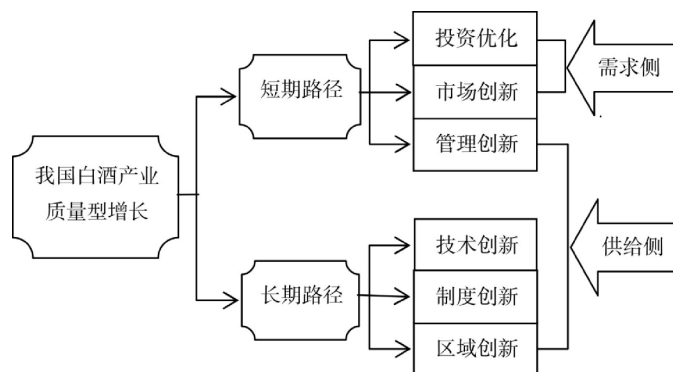 投资优化
需求侧
短期路径
市场创新
管理创新
我国白酒产业
质量型增长
技术创新
供给侧
长期路径
制度创新
区域创新